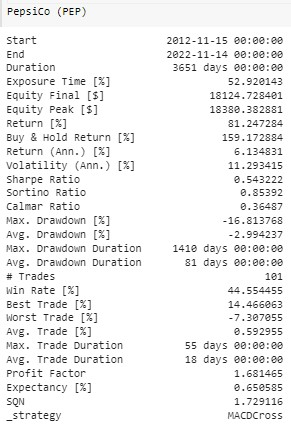 PepsiCo (PEP)
Start 2012-11-15 00:00:00
End 2022-11-14 00:00:00
Duration 3651 days 00:00:00
Exposure Time [%] 52.920143
Equity Final [$] 18124.728401
Equity Peak [$] 18380.382881
Return [%] 81.247284
Buy & Hold Return [%] 159.172884
Return (Ann.) [%] 6.134831
Volatility (Ann.) [%] 11.293415
Sharpe Ratio 0.543222
Sortino Ratio 0.85392
Calmar Ratio 0.36487
Max. Drawdown [%] -16.813768
Avg. Drawdown [%] -2.994237
Max. Drawdown Duration 1410 days 00:00:00
Avg. Drawdown Duration 81 days 00:00:00
# Trades 101
Win Rate [%] 44.554455
Best Trade [%] 14.466063
Worst Trade [%] -7.307055
Avg. Trade [%] 0.592955
Max. Trade Duration 55 days 00:00:00
Avg. Trade Duration 18 days 00:00:00
Profit Factor 1.681465
Expectancy [%] 0.650585
SQN 1.729116
_strategy MACDCross